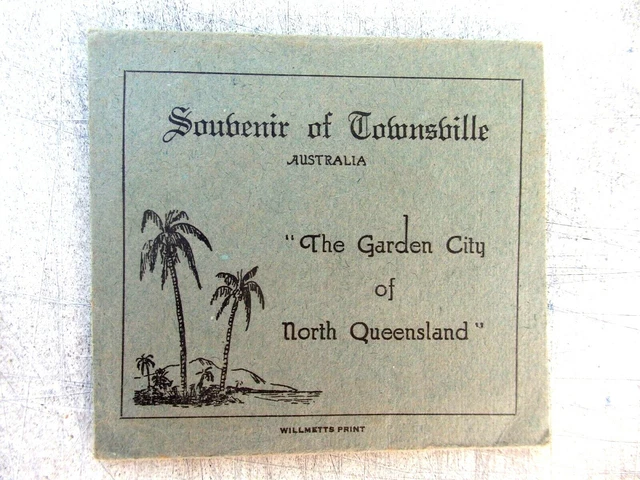 Souvenir of Townsville
AUSTRALIA
"The Garden City
of
North Queensland"
WILLMETTS PRINT